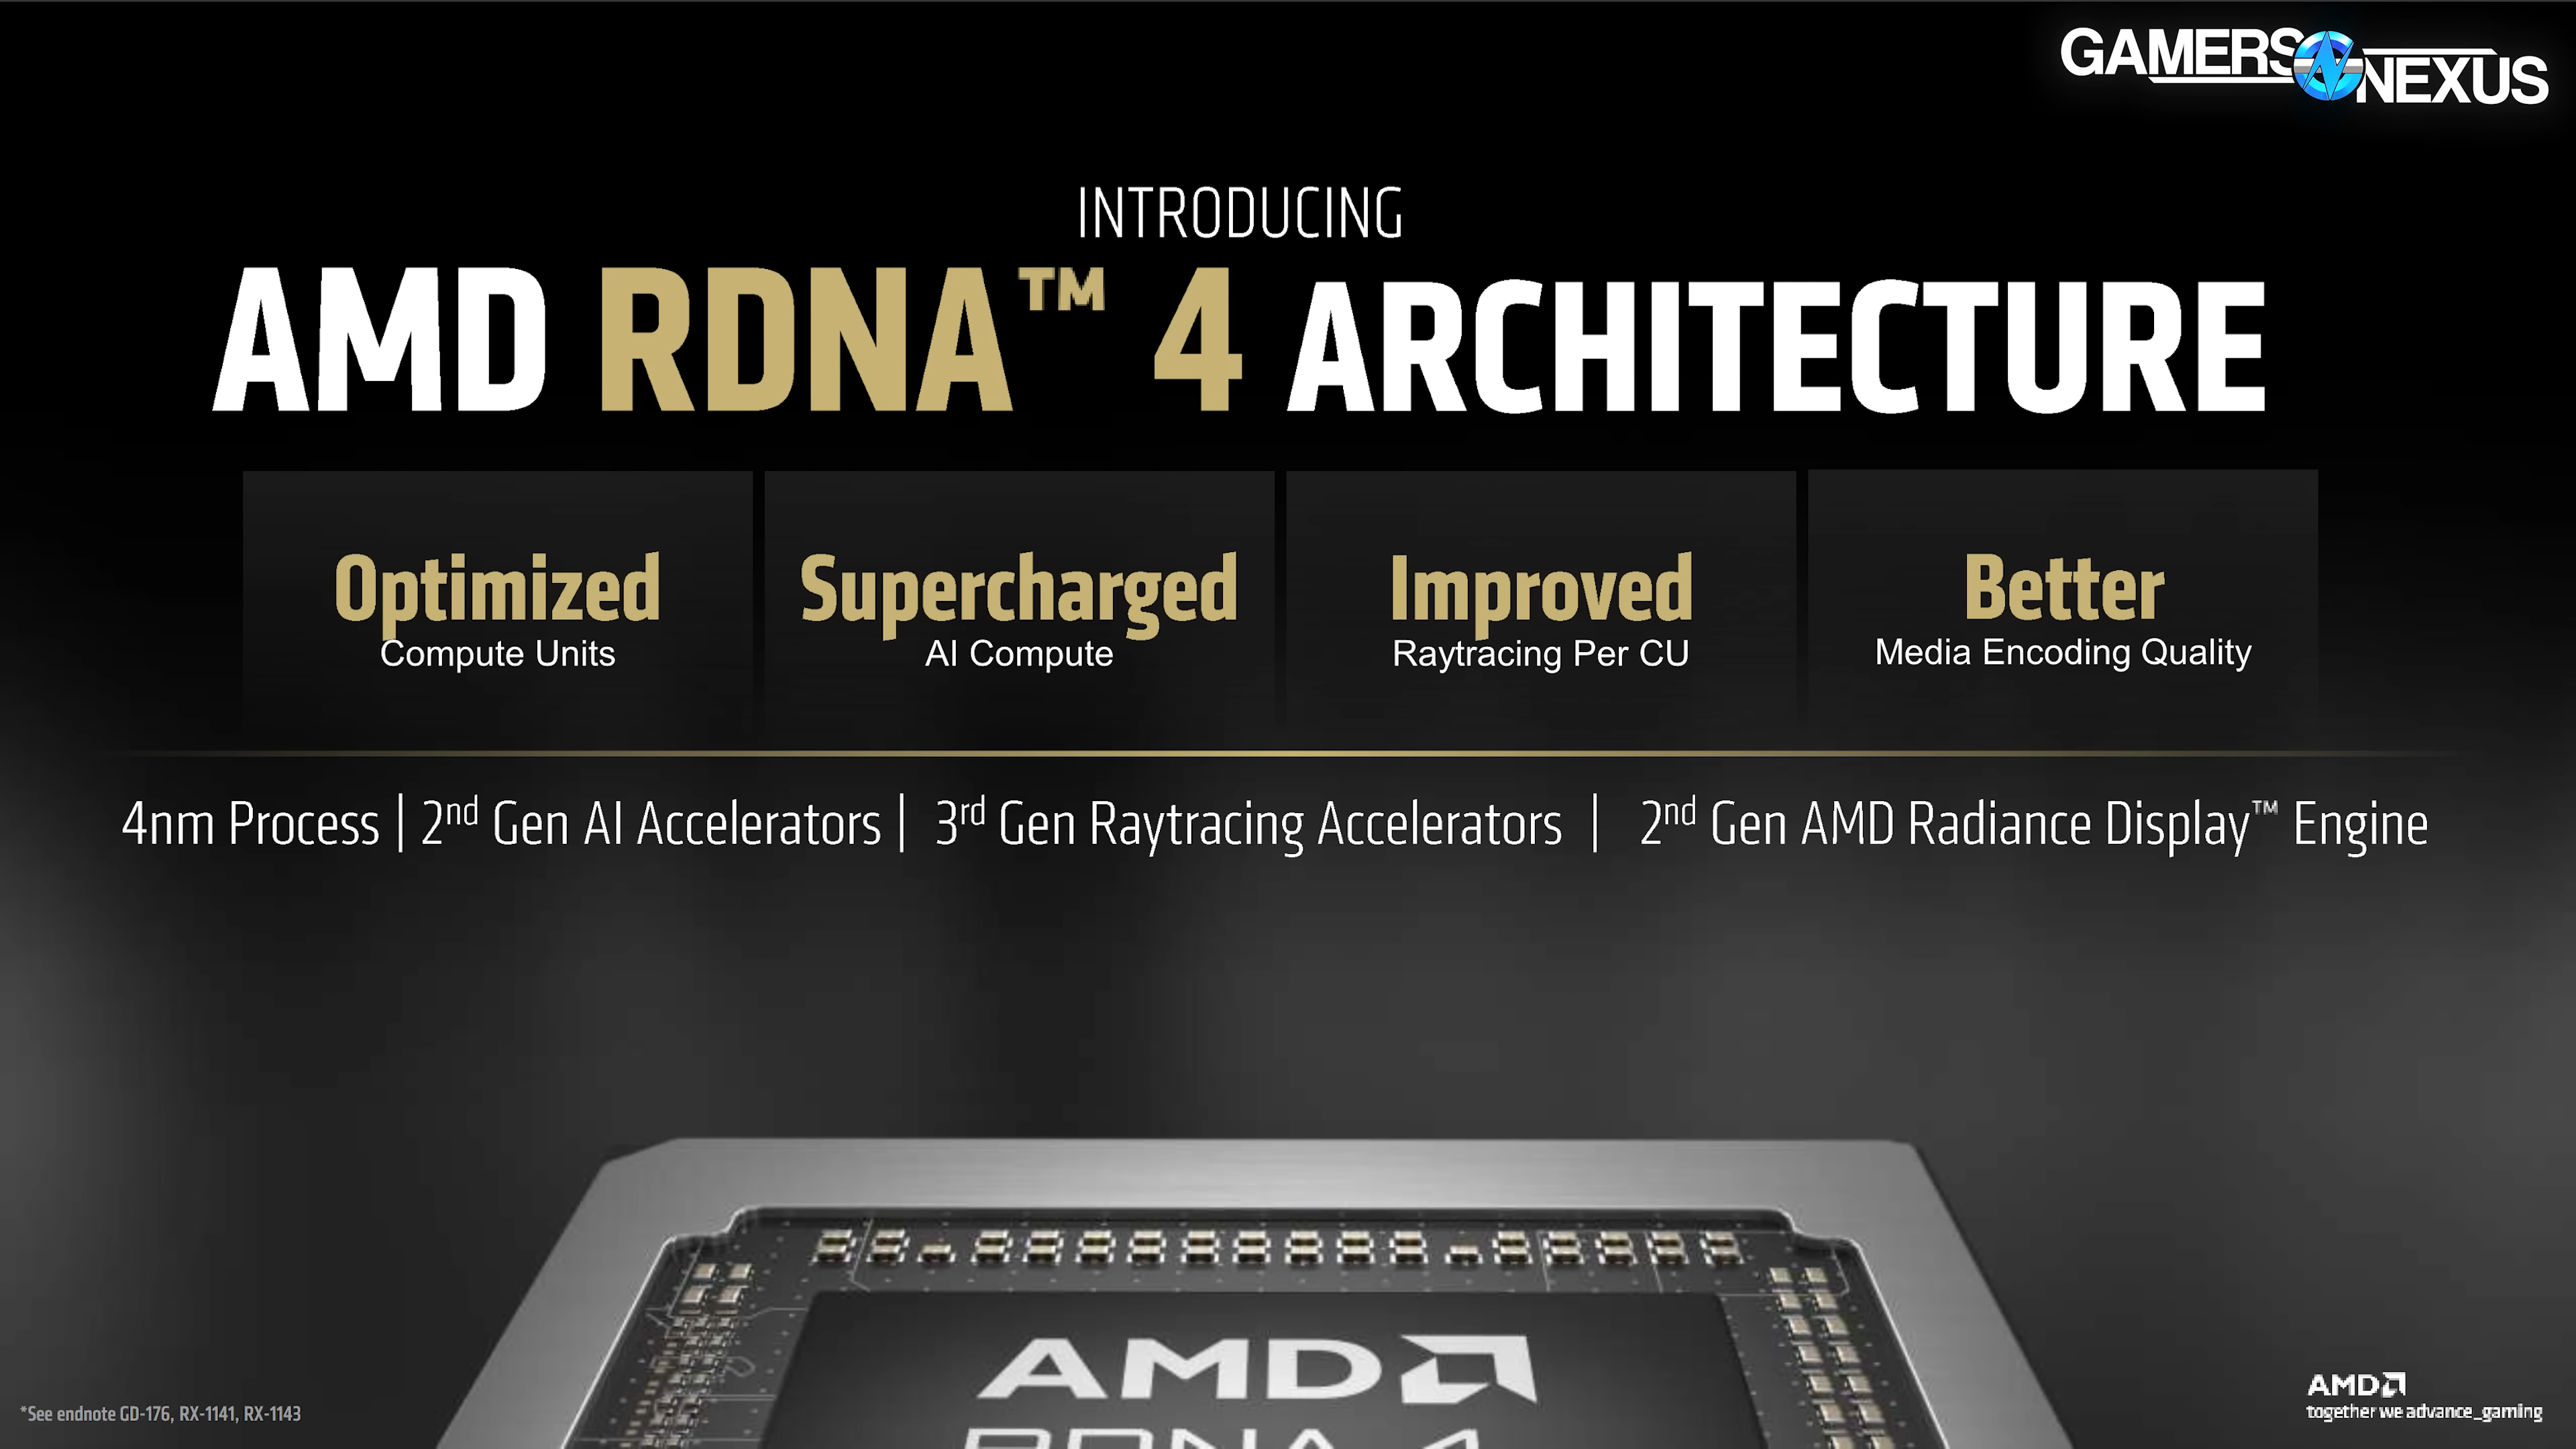 GAMERS NEXUS
INTRODUCING
AMD RDNA™ 4 ARCHITECTURE
Optimized
Compute Units
Supercharged
AI Compute
Improved
Raytracing Per CU
Better
Media Encoding Quality
4nm Process | 2nd Gen AI Accelerators | 3rd Gen Raytracing Accelerators | 2nd Gen AMD Radiance Display™ Engine
AMD
RDNA 4
*See endnote GD-176, RX-1141, RX-1143
AMD
together we advance_gaming